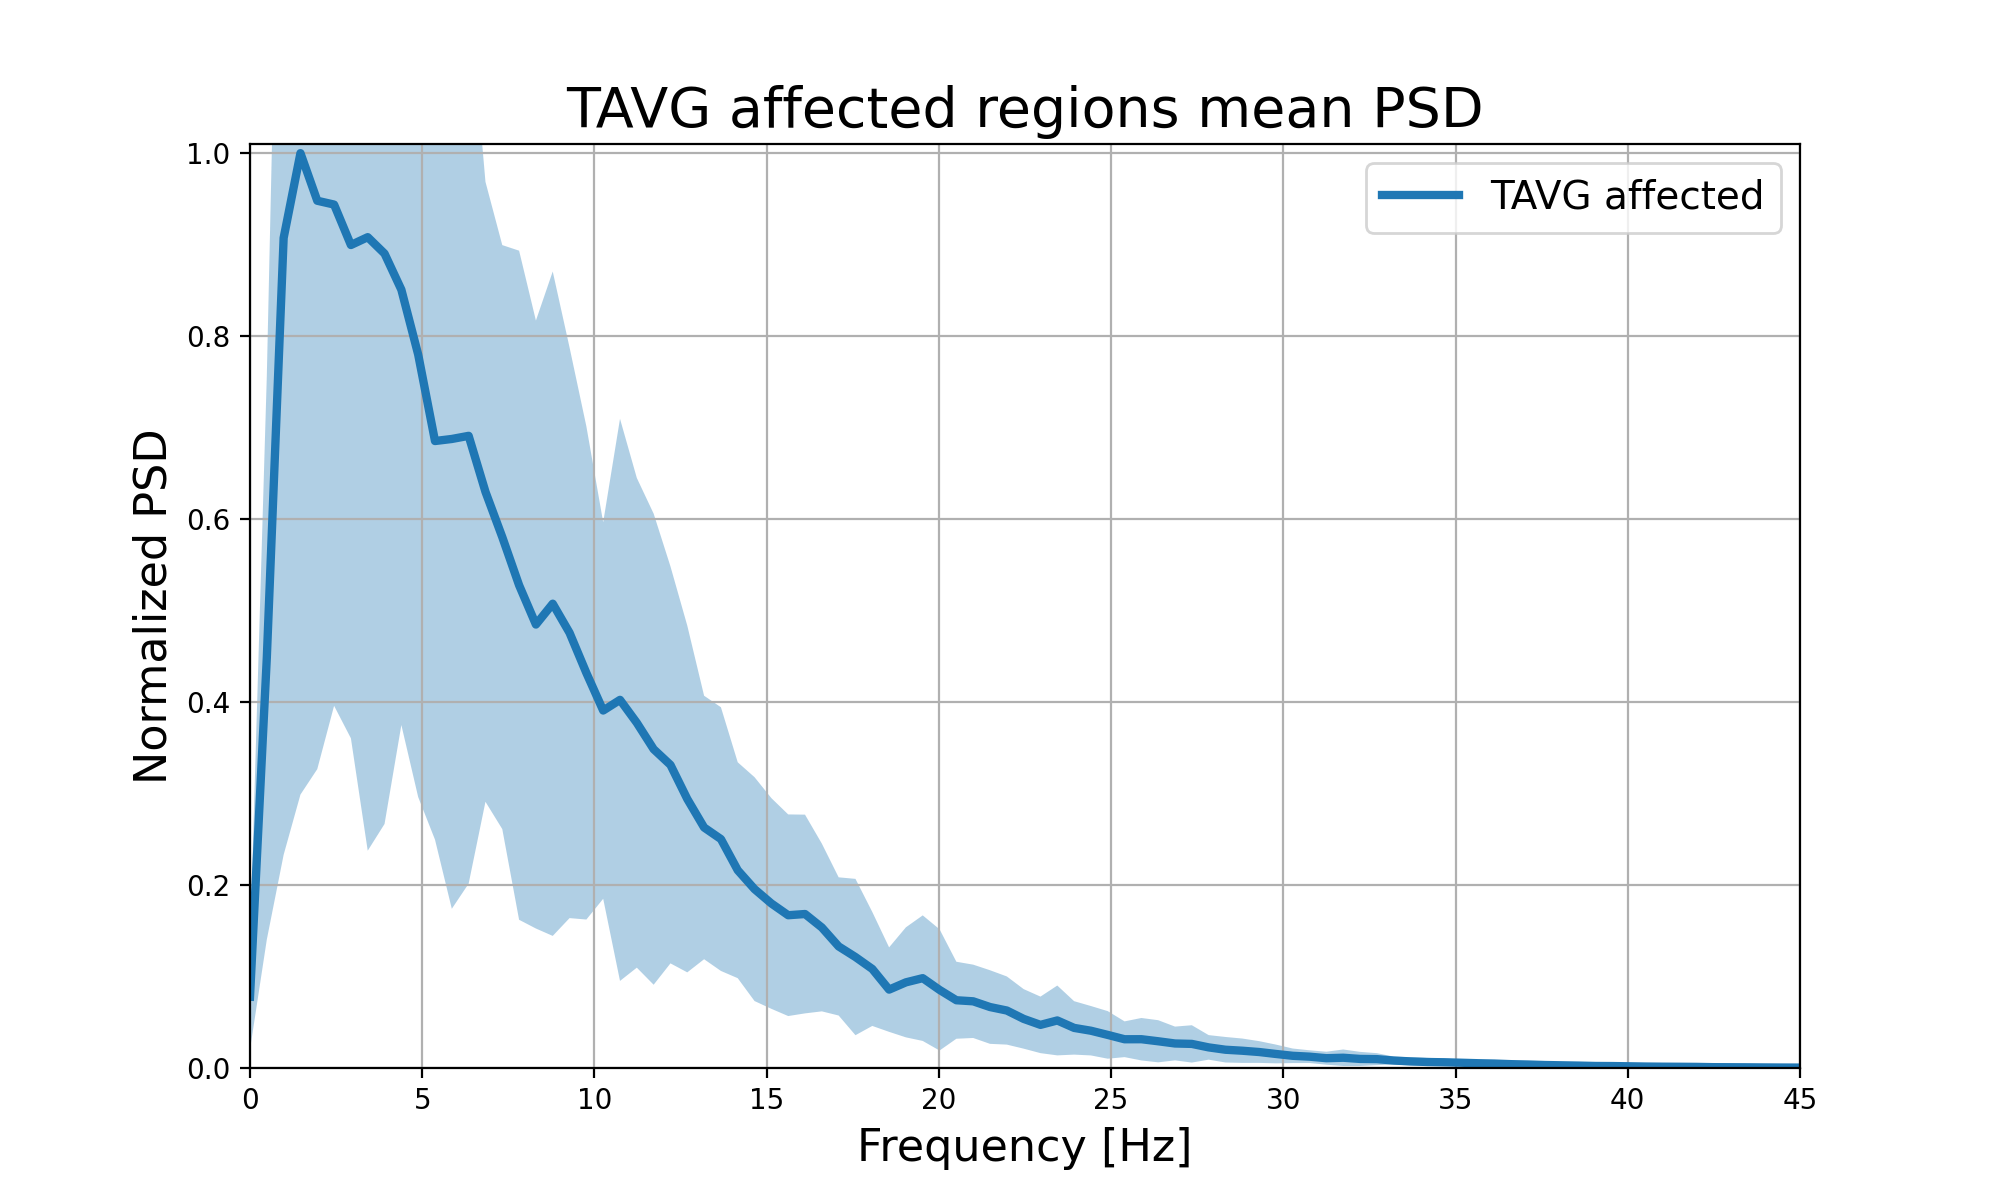 TAVG affected regions mean PSD
TAVG affected
Normalized PSD
1.0
0.8
0.6
0.4
0.2
0.0
0 5 10 15 20 25 30 35 40 45
Frequency [Hz]